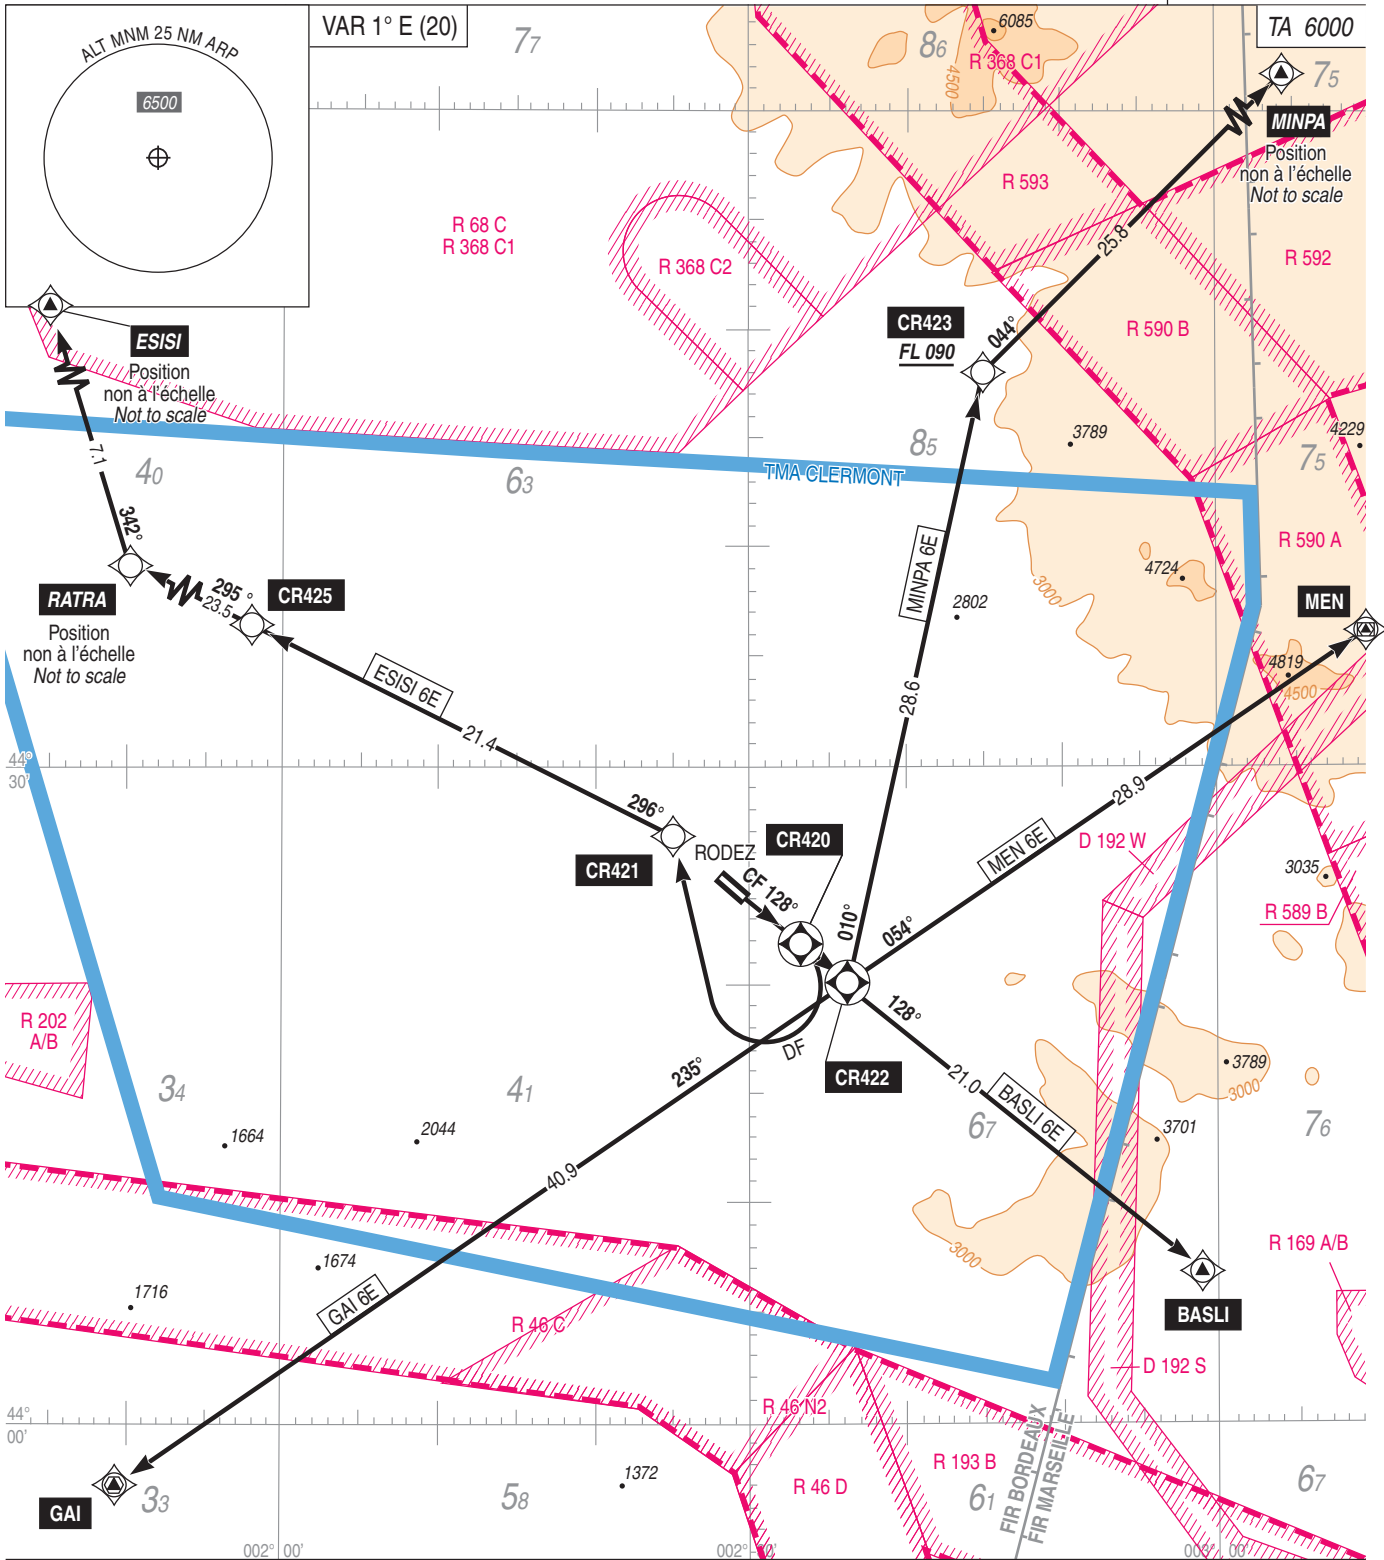 VAR 1° E (20)
TA 6000
ALT MNM 25 NM ARP
6500
77
86
6085
R 368 C1
4500
75
MINPA
Position
non à l'échelle
Not to scale
R 593
R 68 C
R 368 C1
R 368 C2
25.8
R 592
ESISI
Position
non à l'échelle
Not to scale
CR423
FL 090
044°
R 590 B
7.1
40
63
85
3789
4229
75
TMA CLERMONT
342°
R 590 A
4724
3000
MINPA 6E
2802
RATRA
Position
non à l'échelle
Not to scale
295°
23.5
CR425
MEN
4819
4500
ESISI 6E
21.4
28.6
44°
30'
28.9
296°
RODEZ
CR420
CR421
CF 128°
MEN 6E
D 192 W
3035
R 589 B
010°
054°
128°
R 202
A/B
DF
CR422
235°
21.0
BASLI 6E
3789
3000
34
41
67
76
1664
2044
3701
40.9
3000
R 169 A/B
1674
1716
GAI 6E
R 46 C
BASLI
D 192 S
44°
00'
R 46 N2
FIR BORDEAUX
FIR MARSEILLE
R 193 B
R 46 D
1372
GAI
33
58
61
67
002° 00'
002°
003° 00'